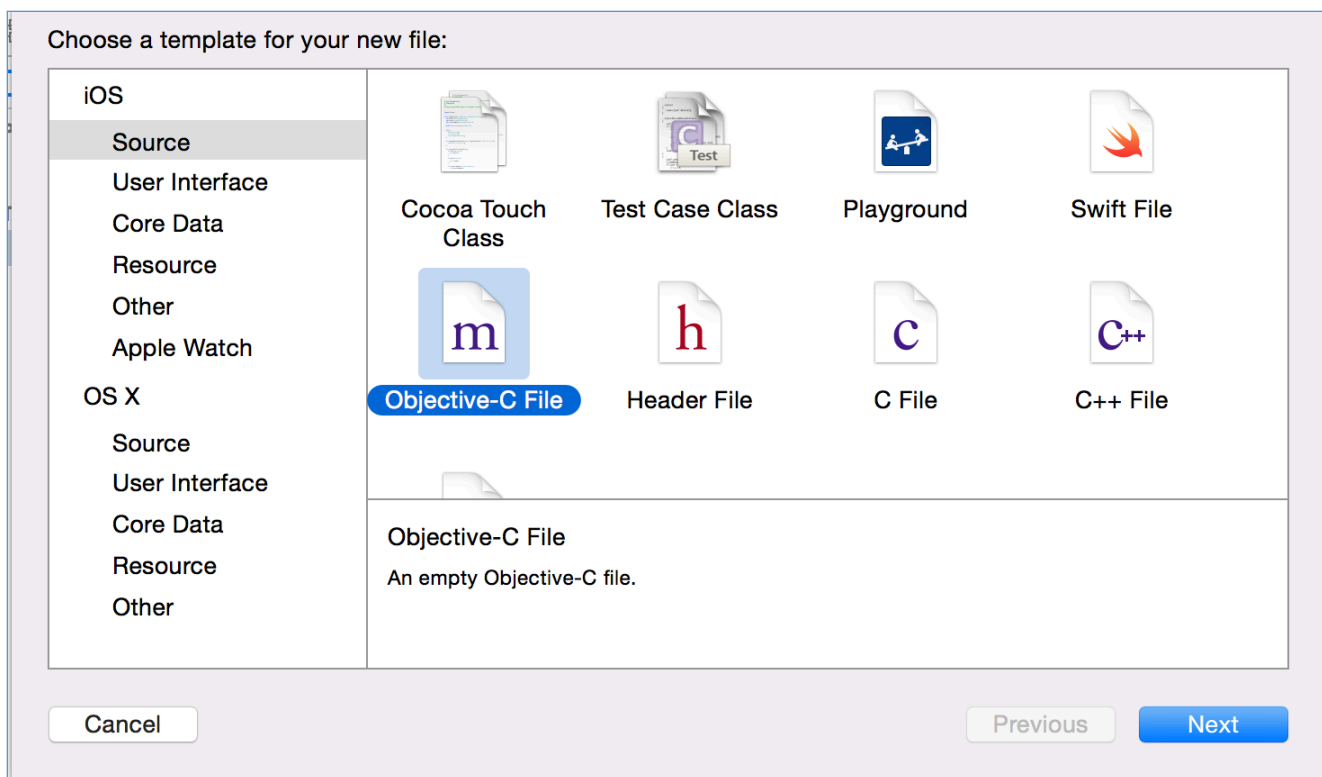 Choose a template for your new file:
iOS
Source
User Interface
Core Data
Resource
Other
Apple Watch
OS X
Source
User Interface
Core Data
Resource
Other
C
Test
Cocoa Touch
Class
Test Case Class
Playground
Swift File
m
h
c
C++
Objective-C File
Header File
C File
C++ File
Objective-C File
An empty Objective-C file.
Cancel
Previous
Next